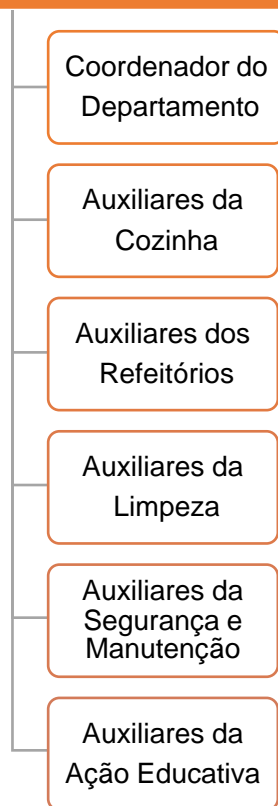 Coordenador do
Departamento
Auxiliares da
Cozinha
Auxiliares dos
Refeitórios
Auxiliares da
Limpeza
Auxiliares da
Segurança e
Manutenção
Auxiliares da
Ação Educativa